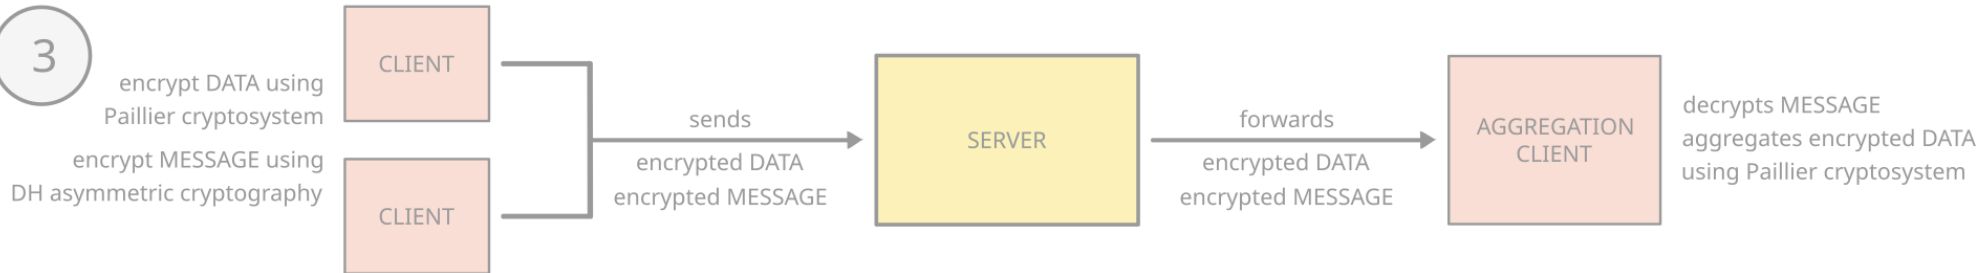 3
encrypt DATA using
Paillier cryptosystem
encrypt MESSAGE using
DH asymmetric cryptography
CLIENT
CLIENT
sends
encrypted DATA
encrypted MESSAGE
SERVER
forwards
encrypted DATA
encrypted MESSAGE
AGGREGATION
CLIENT
decrypts MESSAGE
aggregates encrypted DATA
using Paillier cryptosystem